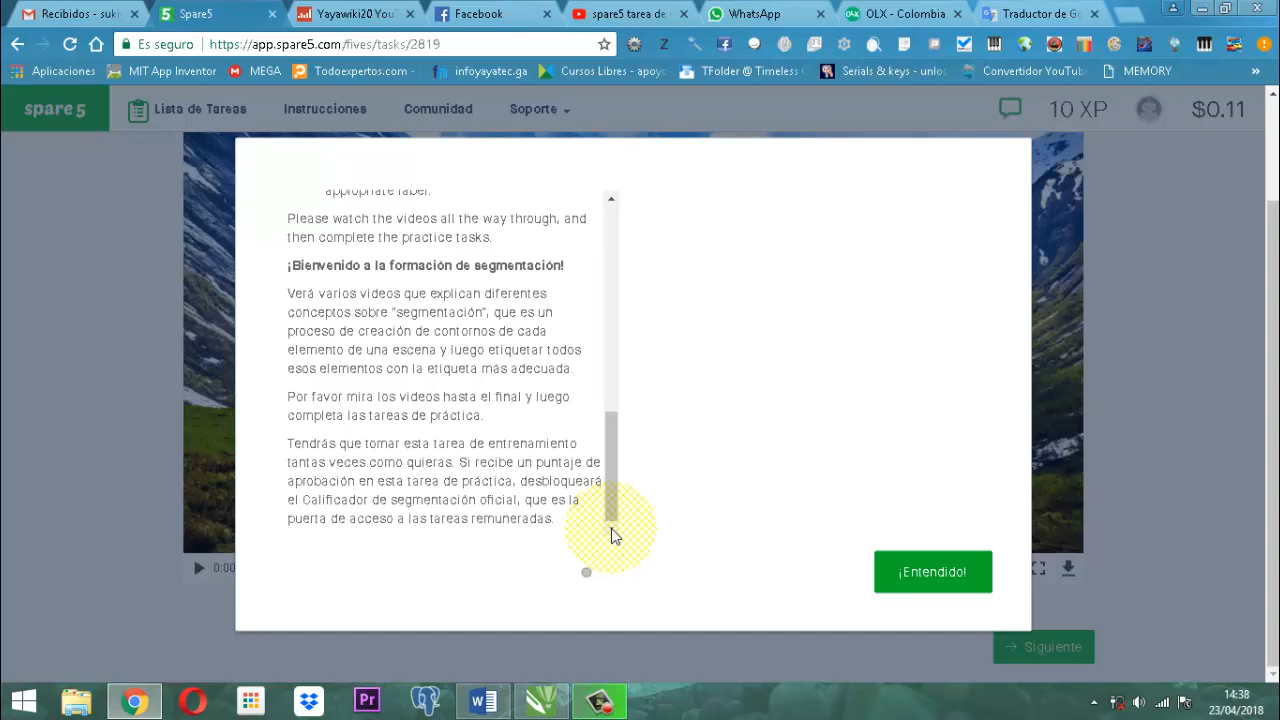 Recibidos - suki
Spare5
Yayawiki20 YouT
Facebook
spare5 tarea de
WhatsApp
OLX - Colombia
Traductor de Go
Es seguro
https://app.spare5.com/fives/tasks/2819
Aplicaciones
MIT App Inventor
MEGA
Todoexpertos.com -
infoyayatec.ga
Cursos Libres - apoy
TFolder @ Timeless
Serials & keys - unloc
Convertidor YouTub
MEMORY
»
spare5
Lista de Tareas
Instrucciones
Comunidad
Soporte
10 XP
$0.11
appropriate label.
Please watch the videos all the way through, and
then complete the practice tasks.
¡Bienvenido a la formación de segmentación!
Verá varios videos que explican diferentes
conceptos sobre "segmentación", que es un
proceso de creación de contornos de cada
elemento de una escena y luego etiquetar todos
esos elementos con la etiqueta más adecuada.
Por favor mira los videos hasta el final y luego
completa las tareas de práctica.
Tendrás que tomar esta tarea de entrenamiento
tantas veces como quieras. Si recibe un puntaje de
aprobación en esta tarea de práctica, desbloqueará
el Calificador de segmentación oficial, que es la
puerta de acceso a las tareas remuneradas.
¡Entendido!
0:00
→ Siguiente
Pr
14:38
23/04/2018